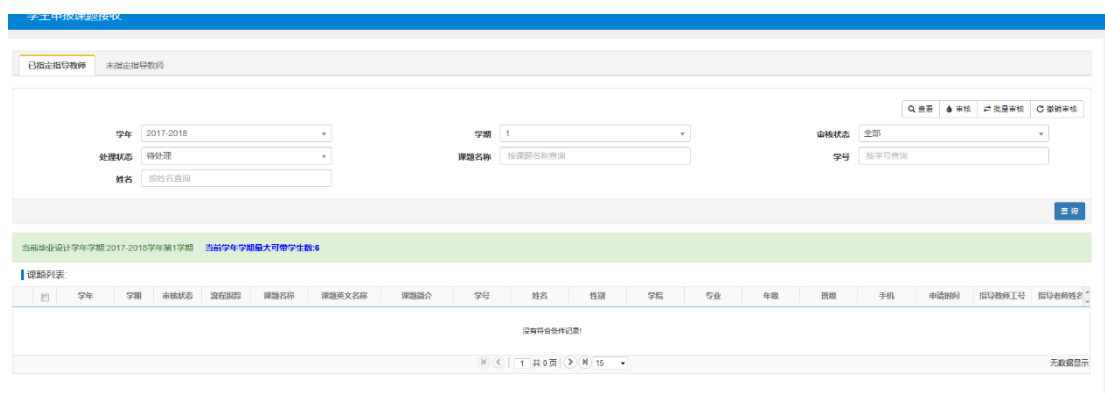 学生申报课题接收
已指定指导教师 未指定指导教师
查看 审核 批量审核 撤销审核
学年 2017-2018 学期 1 审核状态 全部
处理状态 待处理 课题名称 按课题名称查询 学号 按学号查询
姓名 按姓名查询
查询
当前毕业设计学年学期:2017-2018学年第1学期 当前学年学期最大可带学生数:6
课题列表:
学年 学期 审核状态 流程跟踪 课题名称 课题英文名称 课题简介 学号 姓名 性别 学院 专业 年级 班级 手机 申请时间 指导教师工号 指导老师姓名
没有符合条件记录!
1 共 0 页 15 无数据显示